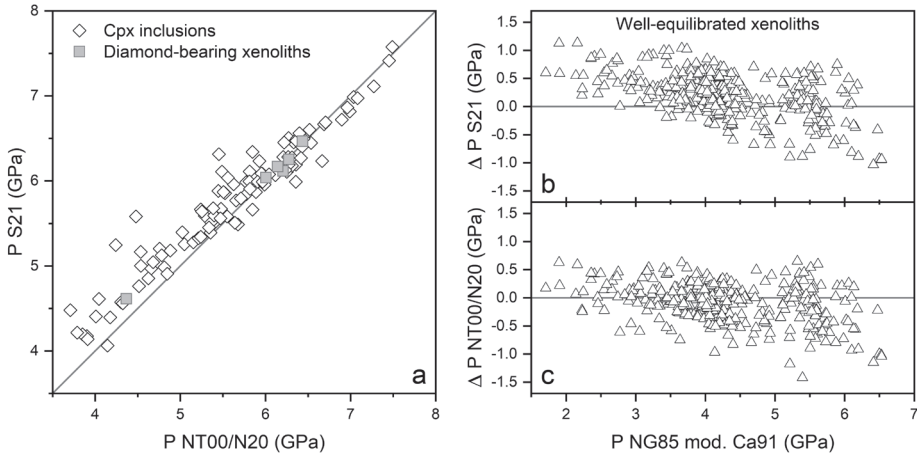 8
7
6
5
4
P S21 (GPa)
Cpx inclusions
Diamond-bearing xenoliths
a
4 5 6 7 8
P NT00/N20 (GPa)
Well-equilibrated xenoliths
1.5
1.0
0.5
0.0
-0.5
-1.0
-1.5
Δ P S21 (GPa)
b
1.5
1.0
0.5
0.0
-0.5
-1.0
-1.5
Δ P NT00/N20 (GPa)
c
2 3 4 5 6 7
P NG85 mod. Ca91 (GPa)